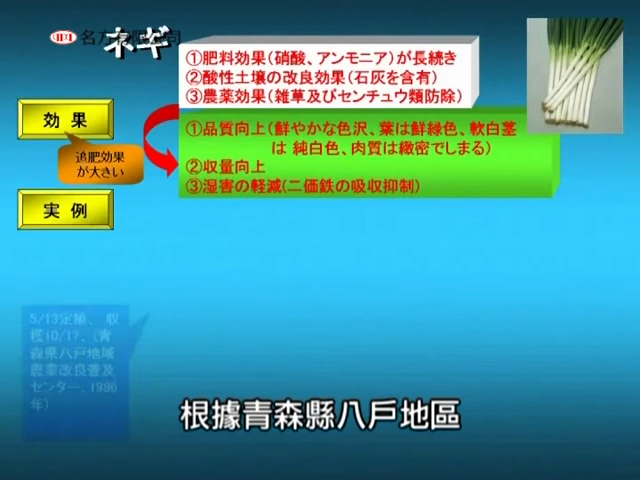 名方有限公司
ネギ
①肥料効果(硝酸、アンモニア)が長続き
②酸性土壌の改良効果(石灰を含有)
③農薬効果(雑草及びセンチュウ類防除)
効果
①品質向上(鮮やかな色沢、葉は鮮緑色、軟白茎
は 純白色、肉質は緻密でしまる)
②収量向上
③湿害の軽減(二価鉄の吸収抑制)
追肥効果
が大きい
実例
5/13定植、収
穫10/17、(青
森県八戸地域
農業改良普及
センター、1990
年)
根據青森縣八戶地區